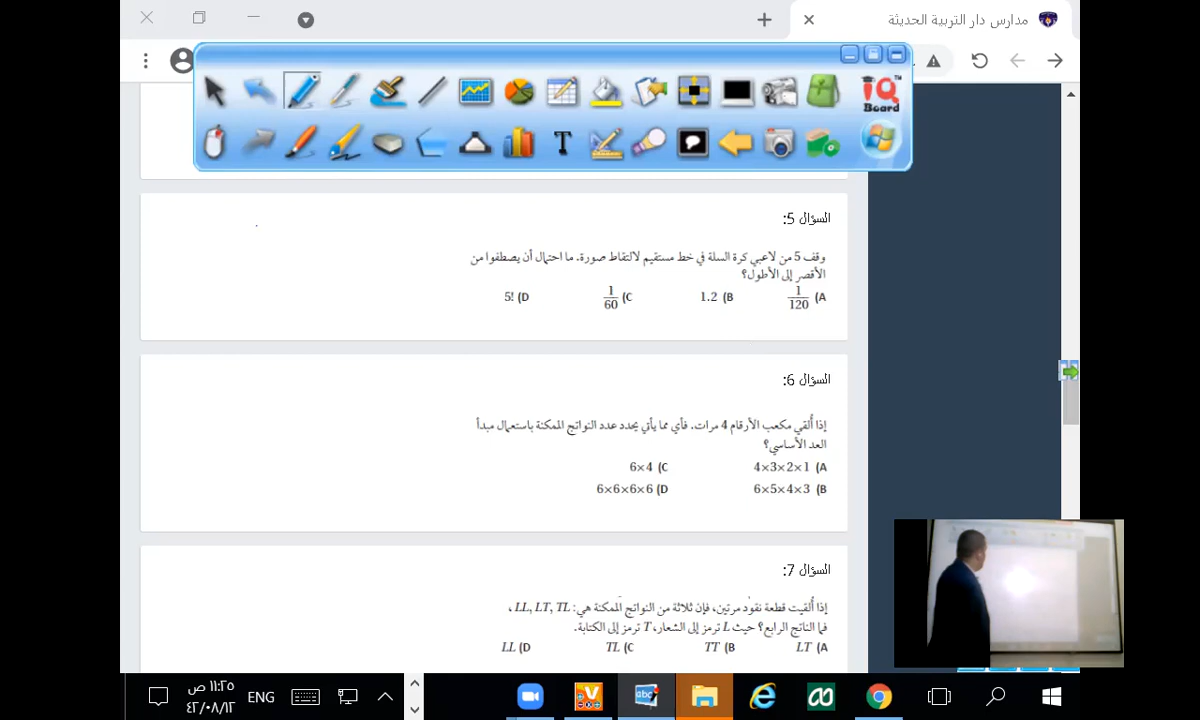 مدارس دار التربية الحديثة
iQ Board
T
السؤال 5:
وقف 5 من لاعبي كرة السلة في خط مستقيم لالتقاط صورة. ما احتمال أن يصطفوا من
الأقصر إلى الأطول؟
A) 1/120 B) 1.2 C) 1/60 D) 5!
السؤال 6:
إذا أُلقي مكعب الأرقام 4 مرات. فأي مما يأتي يحدد عدد النواتج الممكنة باستعمال مبدأ
العد الأساسي؟
A) 4×3×2×1 C) 6×4
B) 6×5×4×3 D) 6×6×6×6
السؤال 7:
إذا أُلقيت قطعة نقود مرتين، فإن ثلاثة من النواتج الممكنة هي: LL, LT, TL ،
فما الناتج الرابع؟ حيث L ترمز إلى الشعار، T ترمز إلى الكتابة.
A) LT B) TT C) TL D) LL
abc
ENG
١١:٢٥ ص
٤٢/٠٨/١٢